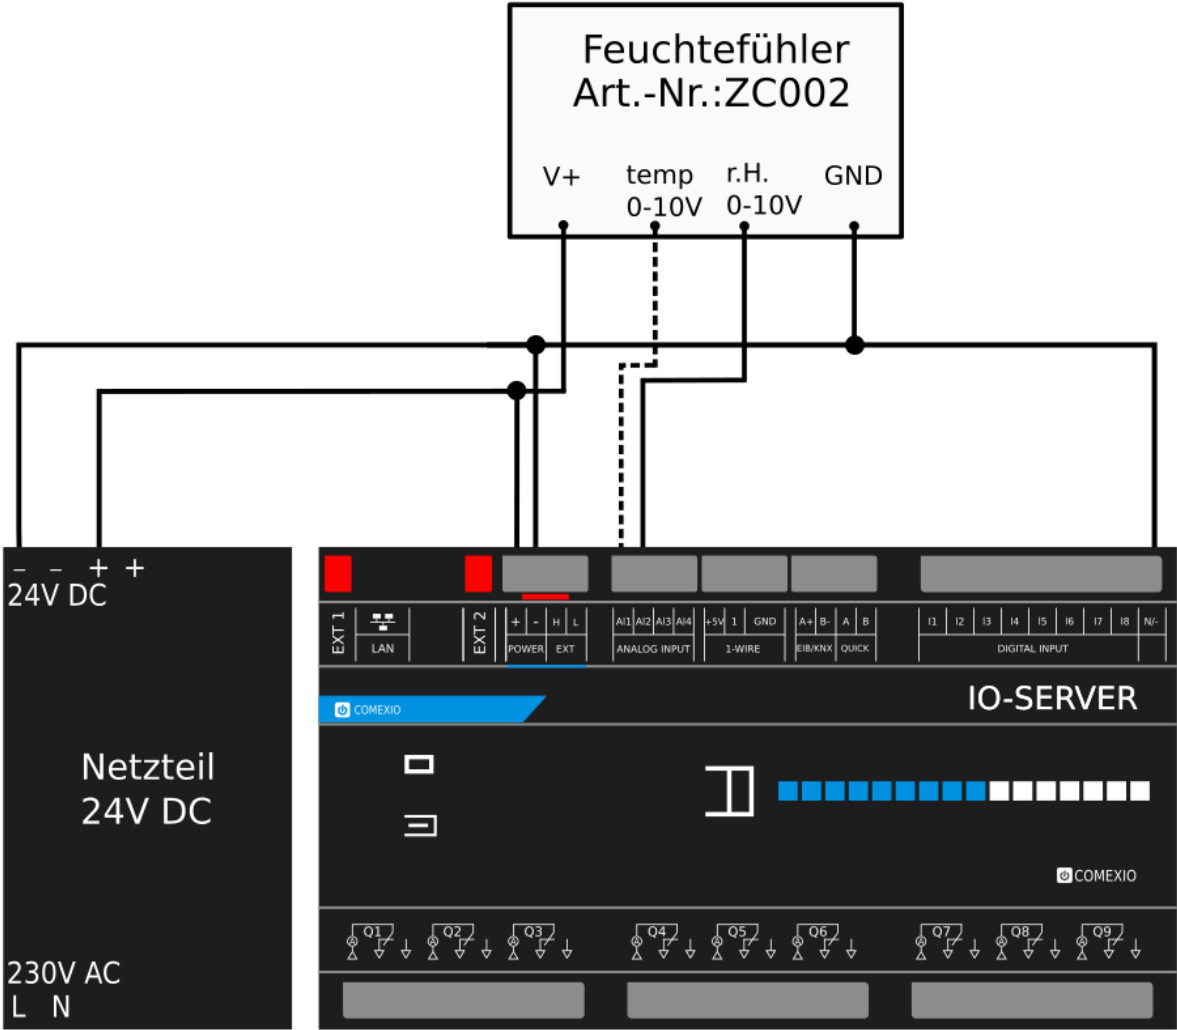 Feuchtefühler
Art.-Nr.:ZC002
V+ temp r.H. GND
0-10V 0-10V
– – + +
24V DC
EXT 1 LAN EXT 2
+ - H L AI1 AI2 AI3 AI4 +5V 1 GND A+ B- A B I1 I2 I3 I4 I5 I6 I7 I8 N/-
POWER EXT ANALOG INPUT 1-WIRE EIB/KNX QUICK DIGITAL INPUT
COMEXIO
IO-SERVER
Netzteil
24V DC
COMEXIO
Q1 Q2 Q3 Q4 Q5 Q6 Q7 Q8 Q9
230V AC
L N